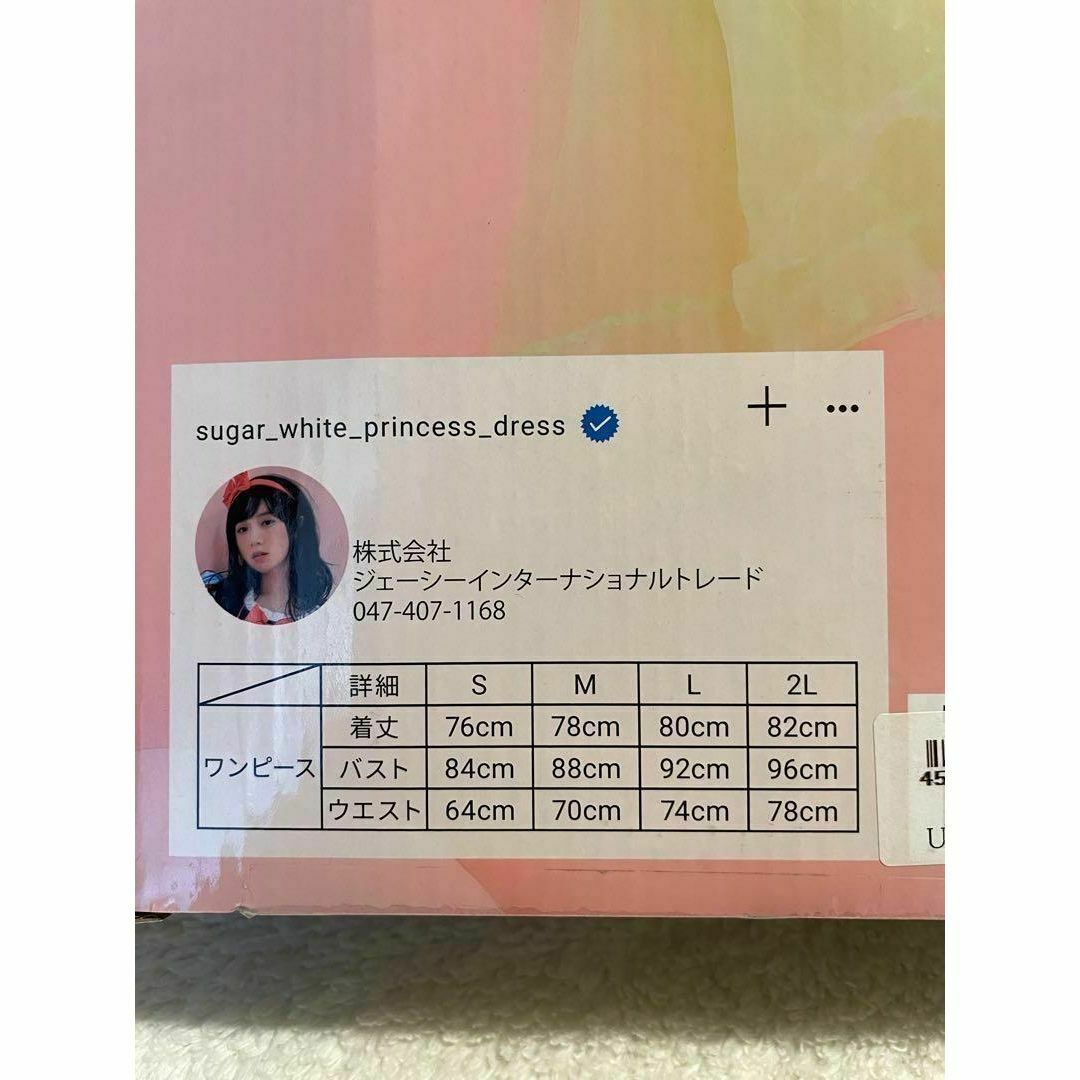 sugar_white_princess_dress
株式会社
ジェーシーインターナショナルトレード
047-407-1168
詳細 S M L 2L
ワンピース 着丈 76cm 78cm 80cm 82cm
バスト 84cm 88cm 92cm 96cm
ウエスト 64cm 70cm 74cm 78cm
45
U